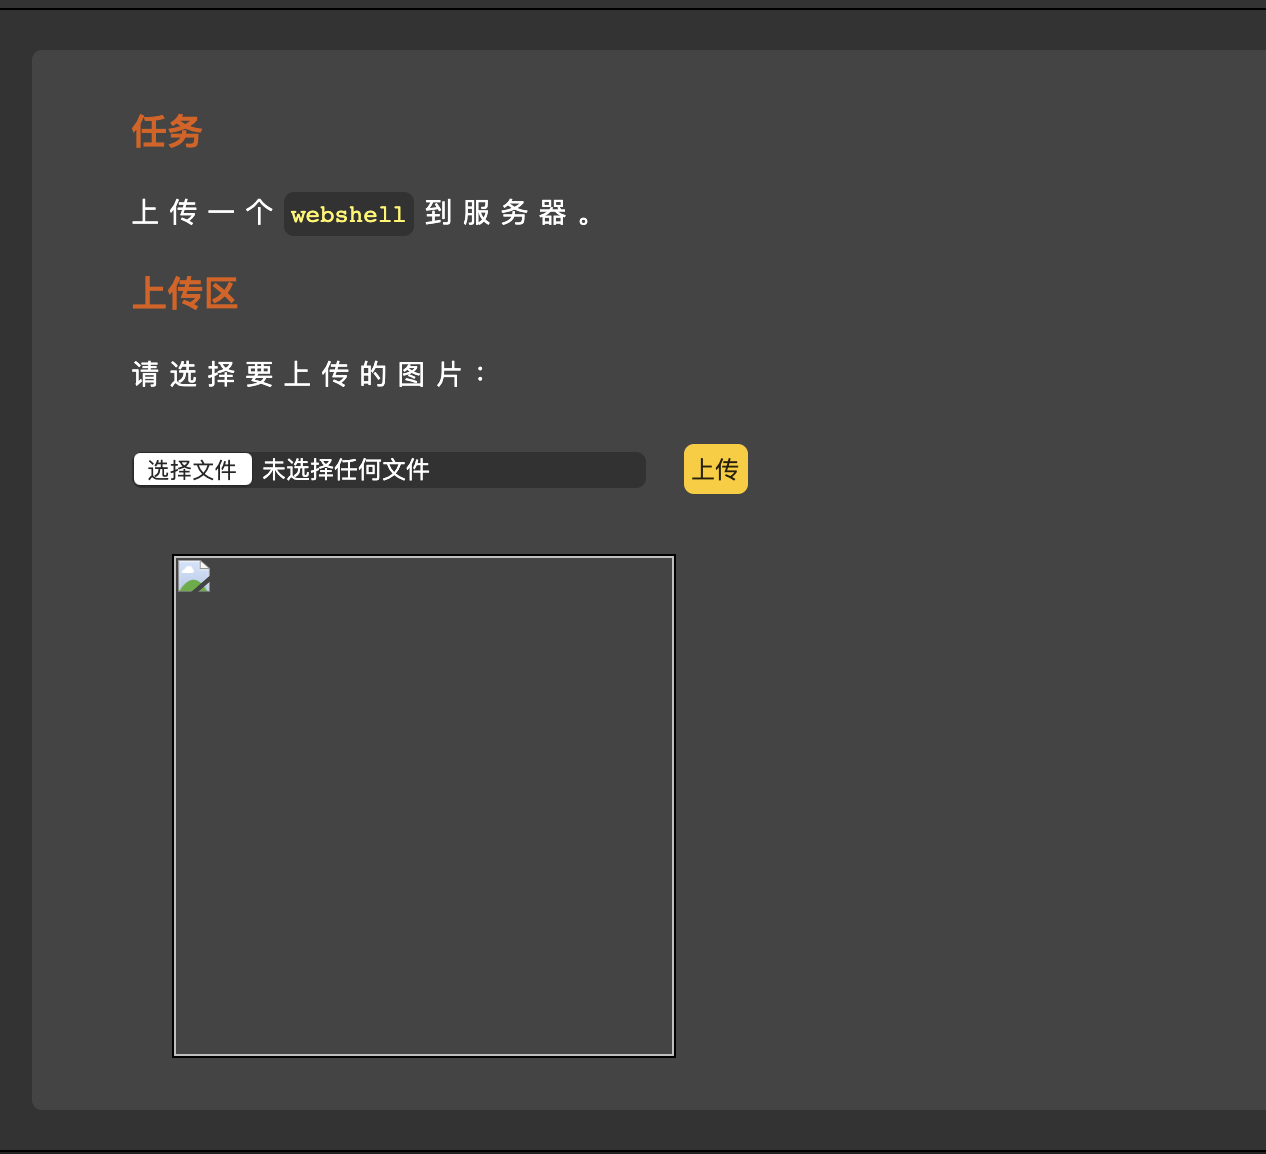 任务
上传一个 webshell 到服务器。
上传区
请选择要上传的图片：
选择文件 未选择任何文件 上传